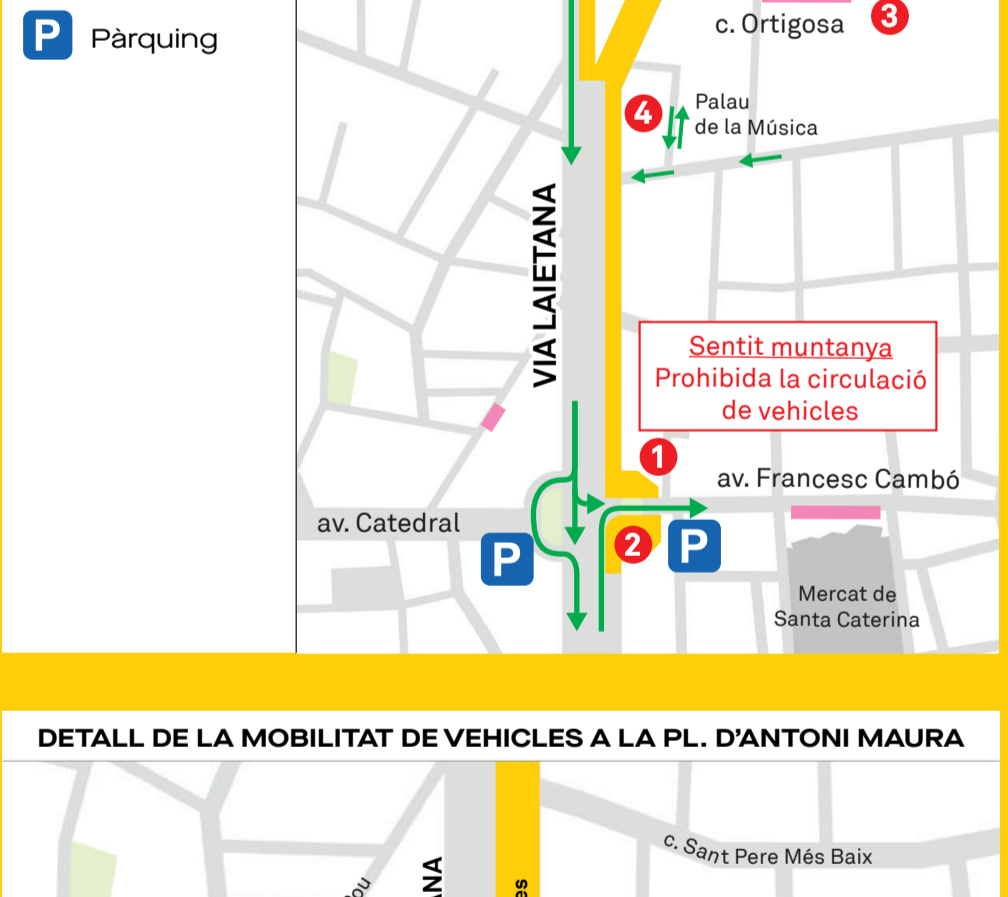 P Pàrquing
c. Ortigosa 3
4
Palau
de la Música
VIA LAIETANA
Sentit muntanya
Prohibida la circulació
de vehicles
1
av. Francesc Cambó
av. Catedral
P
2
P
Mercat de
Santa Caterina
DETALL DE LA MOBILITAT DE VEHICLES A LA PL. D'ANTONI MAURA
c. Sant Pere Més Baix